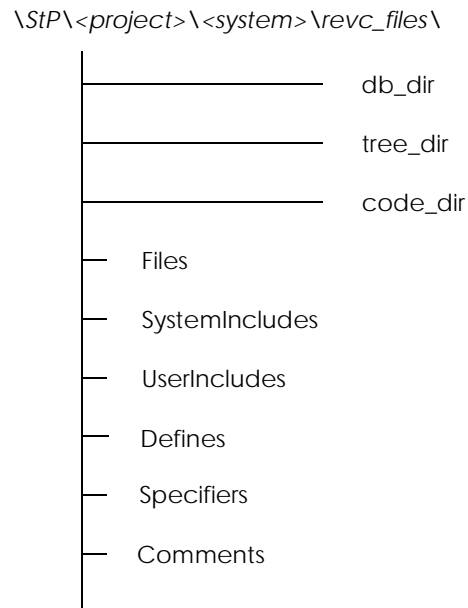 \StP\<project>\<system>\revc_files\
db_dir
tree_dir
code_dir
Files
SystemIncludes
UserIncludes
Defines
Specifiers
Comments